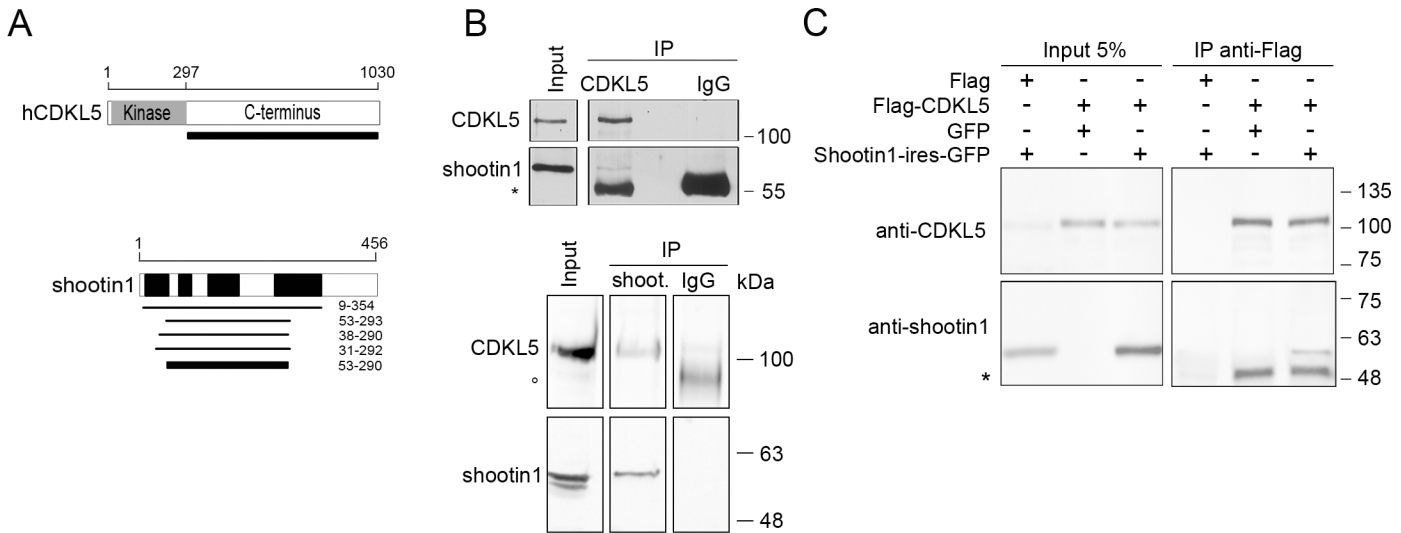 A
1 297 1030
hCDKL5 Kinase C-terminus
1 456
shootin1
9-354
53-293
38-290
31-292
53-290
B
Input IP
CDKL5 IgG
CDKL5
100
shootin1
* 55
Input IP
shoot. IgG kDa
CDKL5 100
°
63
shootin1
48
C
Input 5% IP anti-Flag
Flag + - - + - -
Flag-CDKL5 - + + - + +
GFP - + - - + -
Shootin1-ires-GFP + - + + - +
135
anti-CDKL5 100
75
75
anti-shootin1 63
* 48